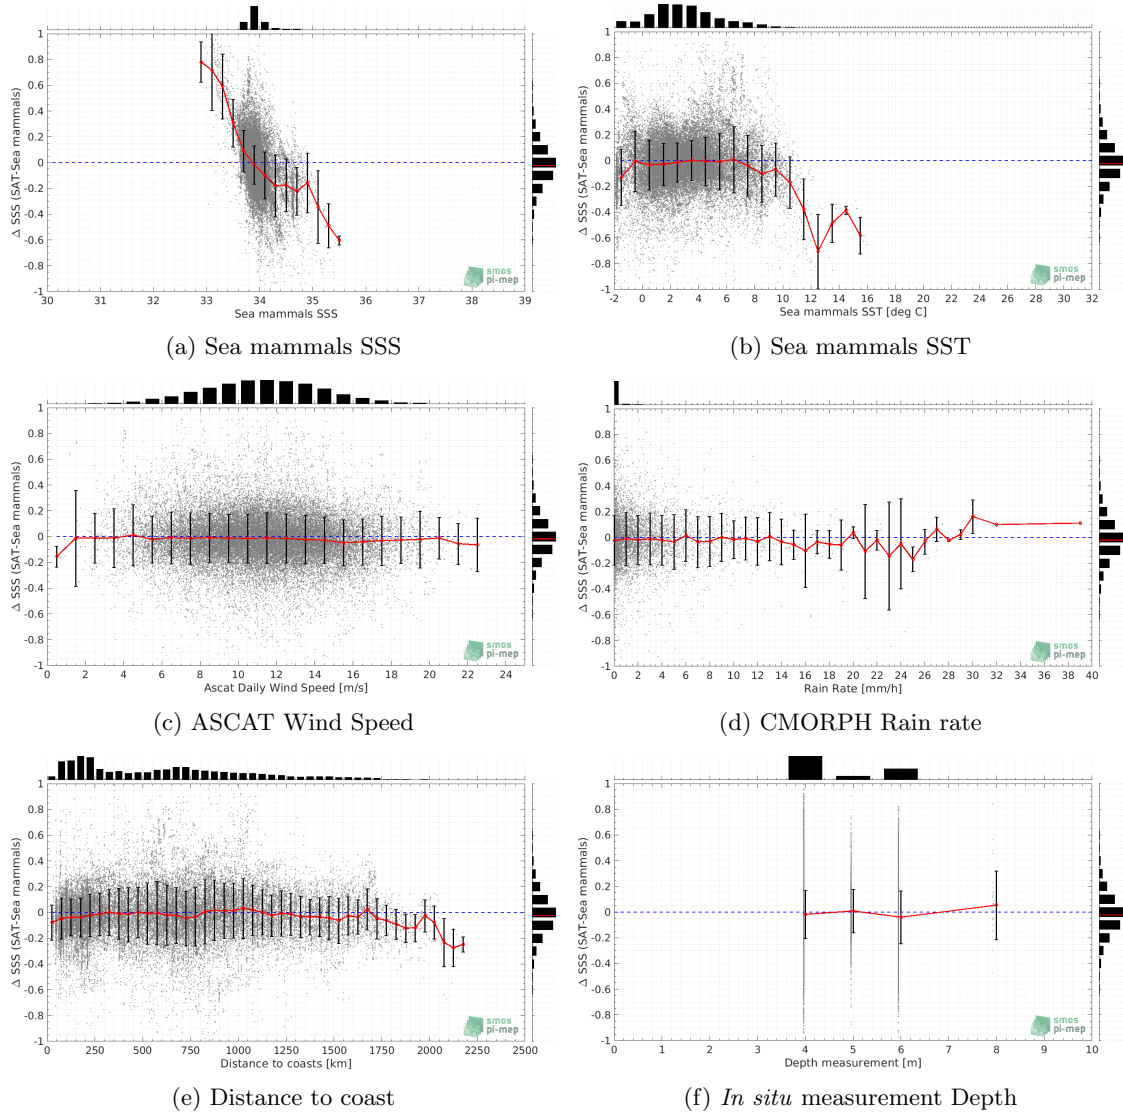 1
0.8
0.6
0.4
0.2
0
-0.2
-0.4
-0.6
-0.8
-1
Δ SSS (SAT-Sea mammals)
30 31 32 33 34 35 36 37 38 39
Sea mammals SSS
smos
pi-mep
(a) Sea mammals SSS
1
0.8
0.6
0.4
0.2
0
-0.2
-0.4
-0.6
-0.8
-1
Δ SSS (SAT-Sea mammals)
-2 0 2 4 6 8 10 12 14 16 18 20 22 24 26 28 30 32
Sea mammals SST [deg C]
smos
pi-mep
(b) Sea mammals SST
1
0.8
0.6
0.4
0.2
0
-0.2
-0.4
-0.6
-0.8
-1
Δ SSS (SAT-Sea mammals)
0 2 4 6 8 10 12 14 16 18 20 22 24
Ascat Daily Wind Speed [m/s]
smos
pi-mep
(c) ASCAT Wind Speed
1
0.8
0.6
0.4
0.2
0
-0.2
-0.4
-0.6
-0.8
-1
Δ SSS (SAT-Sea mammals)
0 2 4 6 8 10 12 14 16 18 20 22 24 26 28 30 32 34 36 38 40
Rain Rate [mm/h]
smos
pi-mep
(d) CMORPH Rain rate
1
0.8
0.6
0.4
0.2
0
-0.2
-0.4
-0.6
-0.8
-1
Δ SSS (SAT-Sea mammals)
0 250 500 750 1000 1250 1500 1750 2000 2250 2500
Distance to coasts [km]
smos
pi-mep
(e) Distance to coast
1
0.8
0.6
0.4
0.2
0
-0.2
-0.4
-0.6
-0.8
-1
Δ SSS (SAT-Sea mammals)
0 1 2 3 4 5 6 7 8 9 10
Depth measurement [m]
smos
pi-mep
(f) In situ measurement Depth